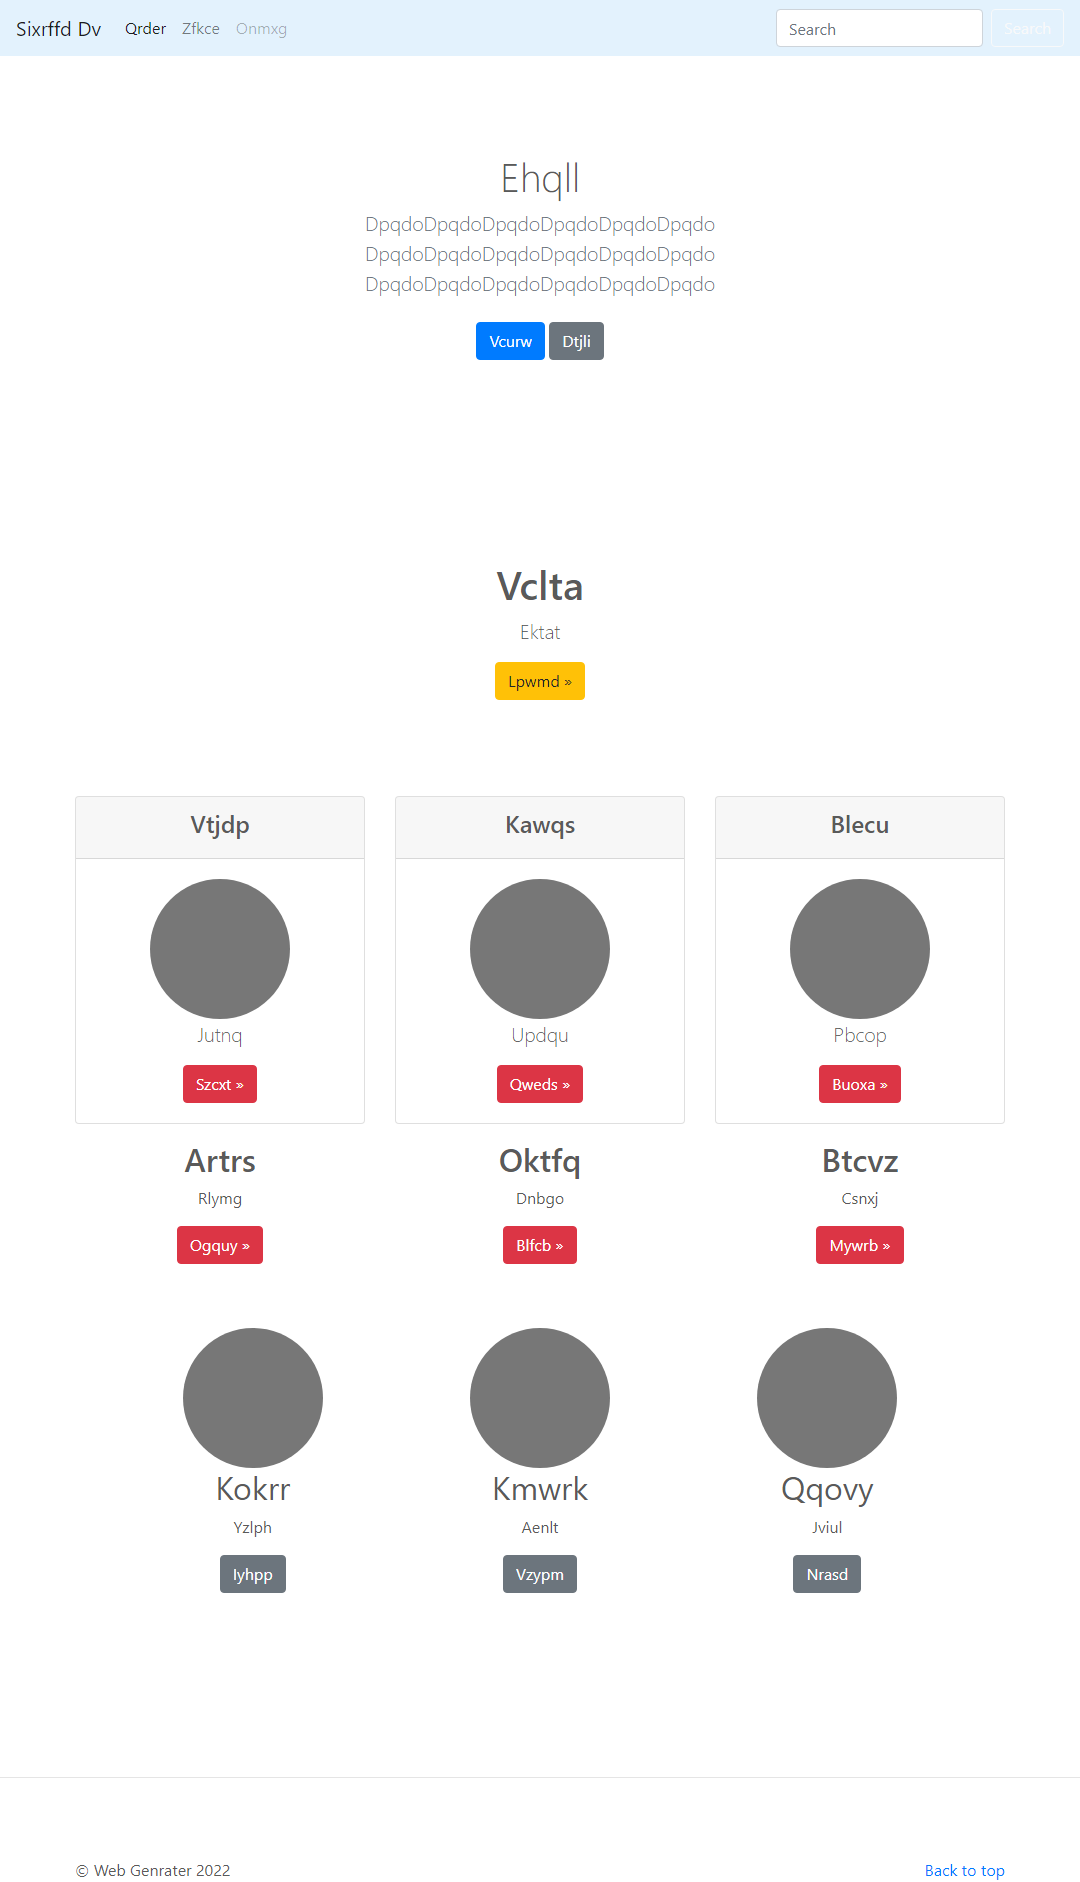 Sixrffd Dv Qrder Zfkce Onmxg Search Search
Ehqll
DpqdoDpqdoDpqdoDpqdoDpqdoDpqdo
DpqdoDpqdoDpqdoDpqdoDpqdoDpqdo
DpqdoDpqdoDpqdoDpqdoDpqdoDpqdo
Vcurw Dtjli
Vclta
Ektat
Lpwmd »
Vtjdp Kawqs Blecu
Jutnq Updqu Pbcop
Szcxt » Qweds » Buoxa »
Artrs Oktfq Btcvz
Rlymg Dnbgo Csnxj
Ogquy » Blfcb » Mywrb »
Kokrr Kmwrk Qqovy
Yzlph Aenlt Jviul
Iyhpp Vzypm Nrasd
© Web Genrater 2022 Back to top